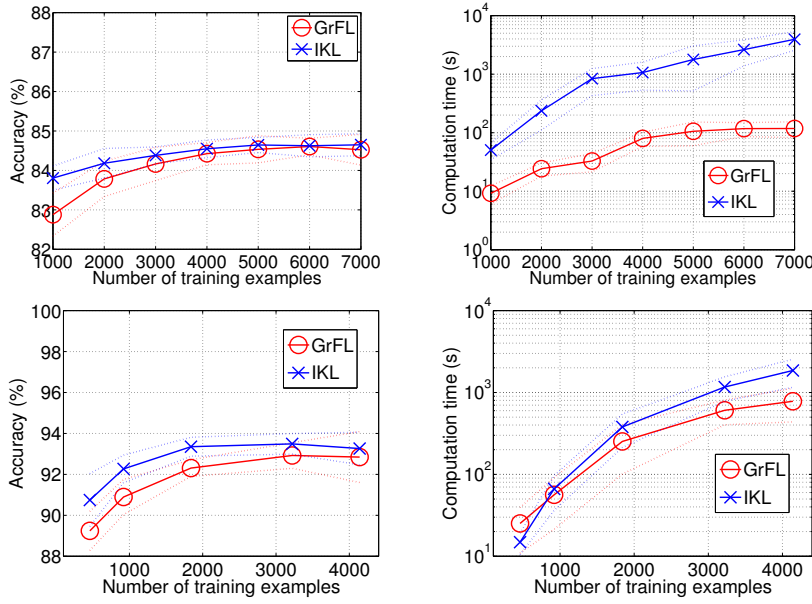 88
87
86
85
84
83
82
1000 2000 3000 4000 5000 6000 7000
Accuracy (%)
Number of training examples
GrFL
IKL
10^4
10^3
10^2
10^1
10^0
1000 2000 3000 4000 5000 6000 7000
Computation time (s)
Number of training examples
GrFL
IKL
100
98
96
94
92
90
88
1000 2000 3000 4000
Accuracy (%)
Number of training examples
GrFL
IKL
10^4
10^3
10^2
10^1
1000 2000 3000 4000
Computation time (s)
Number of training examples
GrFL
IKL